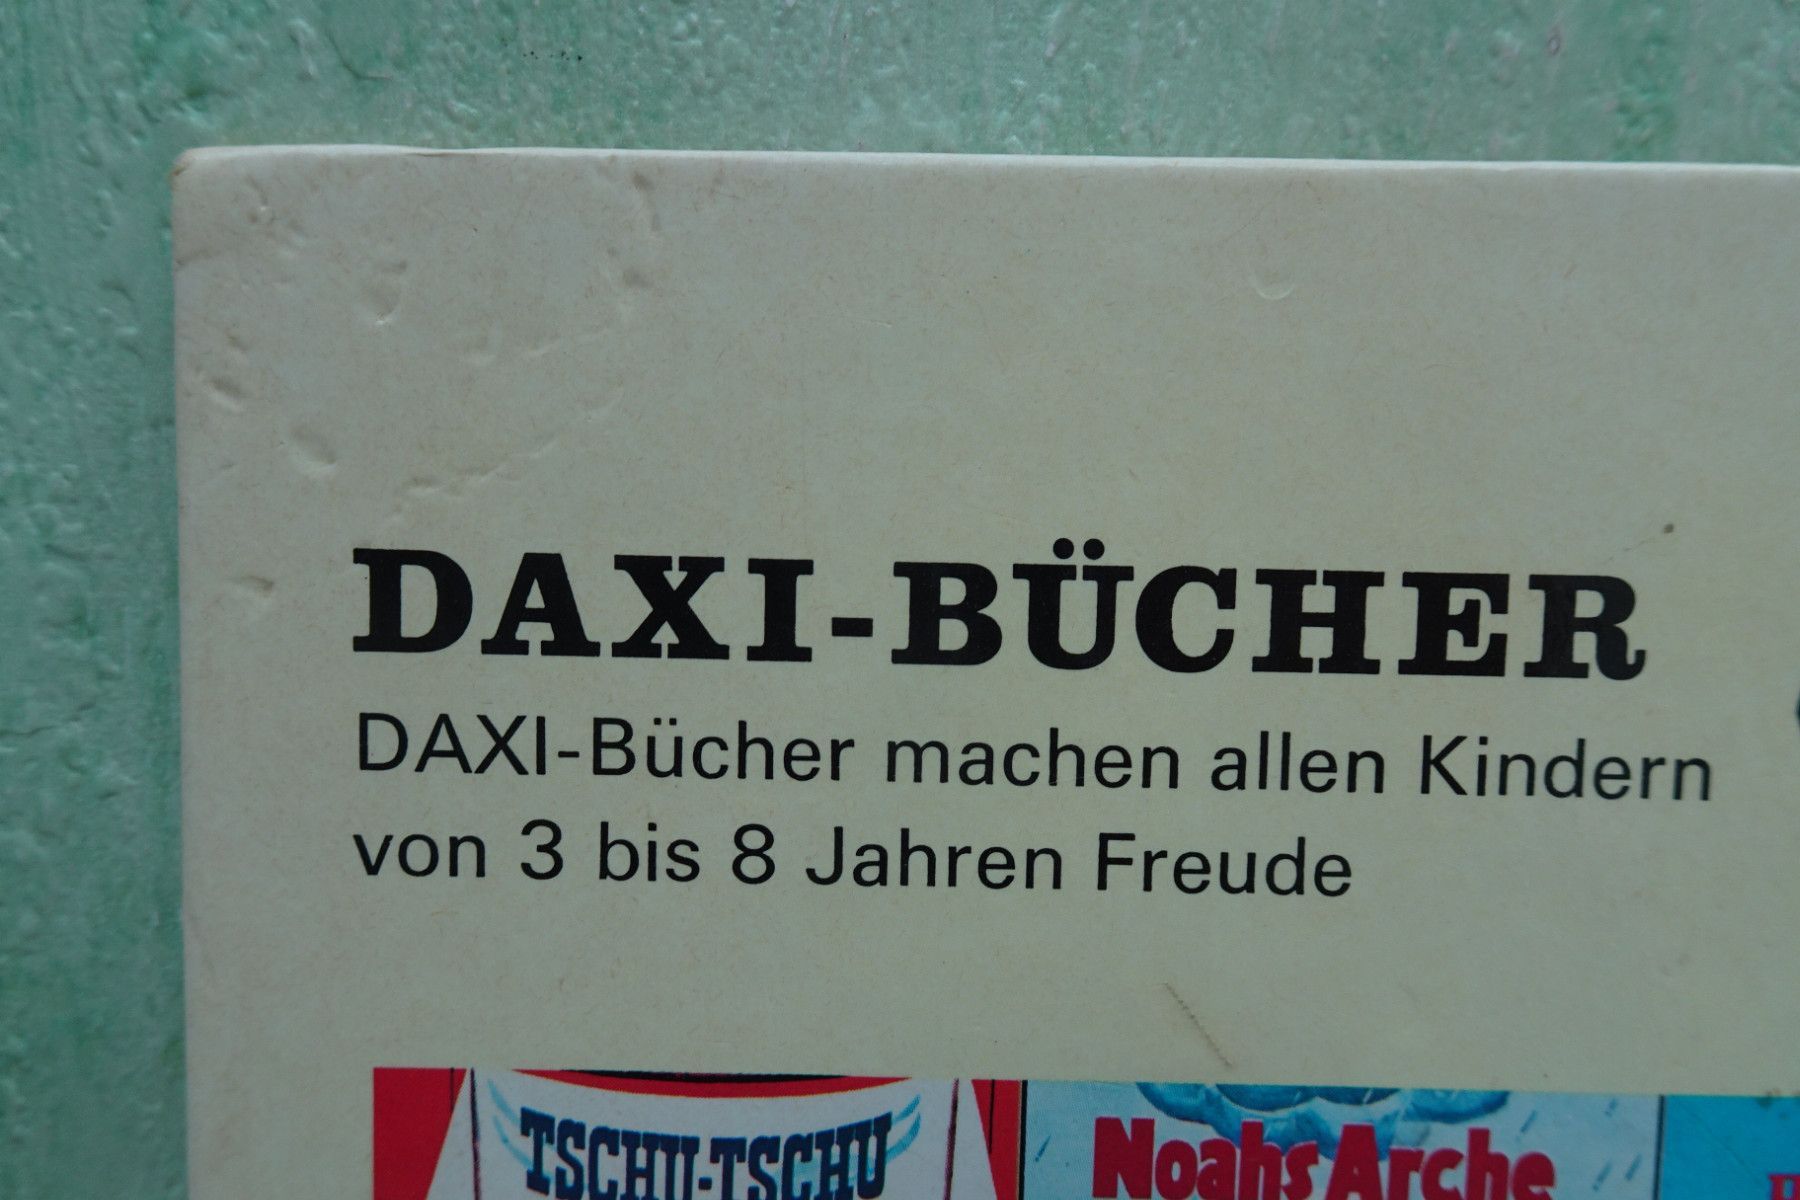 DAXI-BÜCHER
DAXI-Bücher machen allen Kindern
von 3 bis 8 Jahren Freude
TSCHU-TSCHU
Noahs Arche